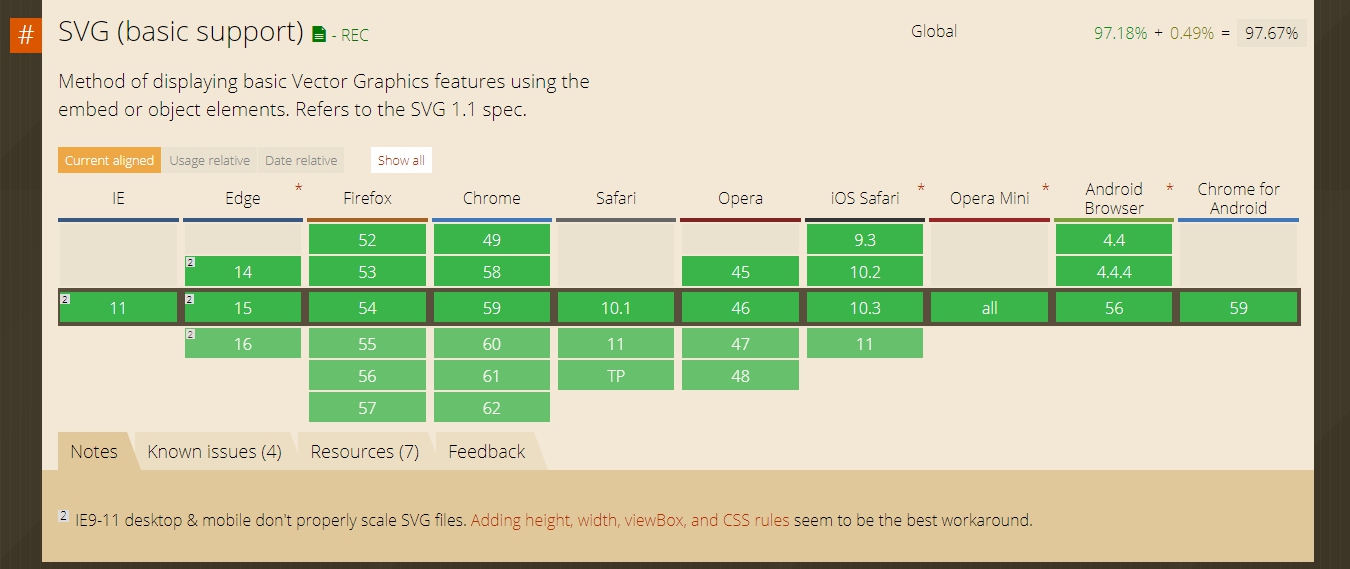 # SVG (basic support) - REC Global 97.18% + 0.49% = 97.67%
Method of displaying basic Vector Graphics features using the
embed or object elements. Refers to the SVG 1.1 spec.
Current aligned Usage relative Date relative Show all
IE Edge * Firefox Chrome Safari Opera iOS Safari * Opera Mini * Android Browser * Chrome for Android
52 49 9.3 4.4
2 14 53 58 45 10.2 4.4.4
2 11 2 15 54 59 10.1 46 10.3 all 56 59
2 16 55 60 11 47 11
56 61 TP 48
57 62
Notes Known issues (4) Resources (7) Feedback
2 IE9-11 desktop & mobile don't properly scale SVG files. Adding height, width, viewBox, and CSS rules seem to be the best workaround.